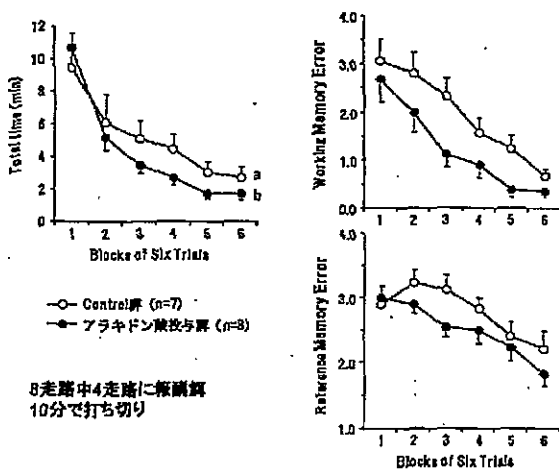 Total time (min)
12
10
8
6
4
2
0
a
b
1 2 3 4 5 6
Blocks of Six Trials
Control群 (n=7)
アラキドン酸投与群 (n=8)
8走路中4走路に報酬餌
10分で打ち切り
Working Memory Error
4.0
3.0
2.0
1.0
0.0
1 2 3 4 5 6
Reference Memory Error
4.0
3.0
2.0
1.0
1 2 3 4 5 6
Blocks of Six Trials